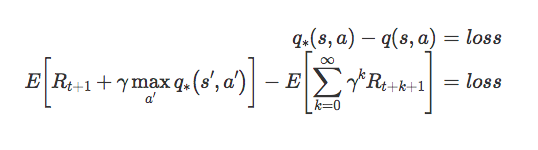 q_*(s, a) − q(s, a) = loss
E[R_{t+1} + γ max_{a′} q_*(s′, a′)] − E[∑_{k=0}^{∞} γ^k R_{t+k+1}] = loss